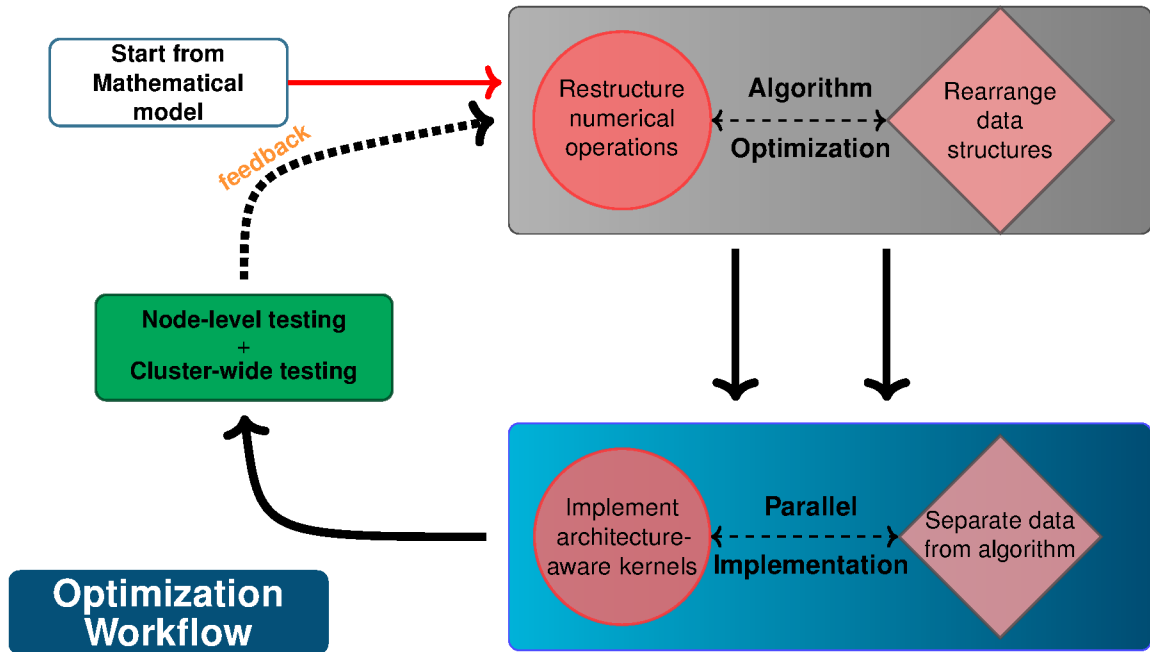 Start from
Mathematical
model
Restructure
numerical
operations
Algorithm
Optimization
Rearrange
data
structures
feedback
Node-level testing
+
Cluster-wide testing
Implement
architecture-
aware kernels
Parallel
Implementation
Separate data
from algorithm
Optimization
Workflow